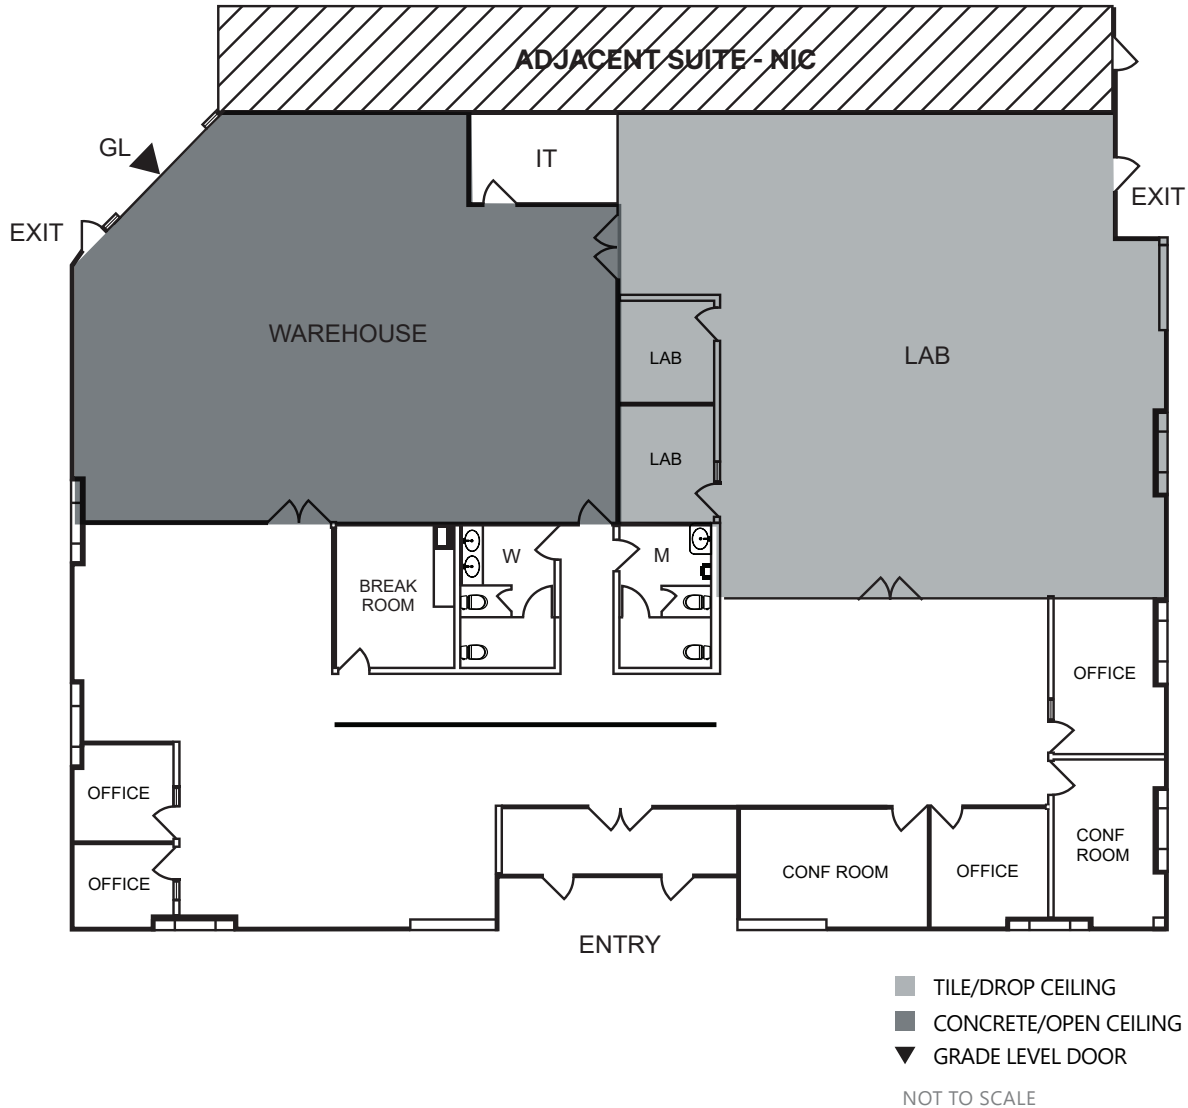 ADJACENT SUITE - NIC
GL
IT
EXIT
EXIT
WAREHOUSE
LAB
LAB
LAB
W
M
BREAK
ROOM
OFFICE
OFFICE
OFFICE
CONF
ROOM
CONF ROOM
OFFICE
ENTRY
TILE/DROP CEILING
CONCRETE/OPEN CEILING
GRADE LEVEL DOOR
NOT TO SCALE